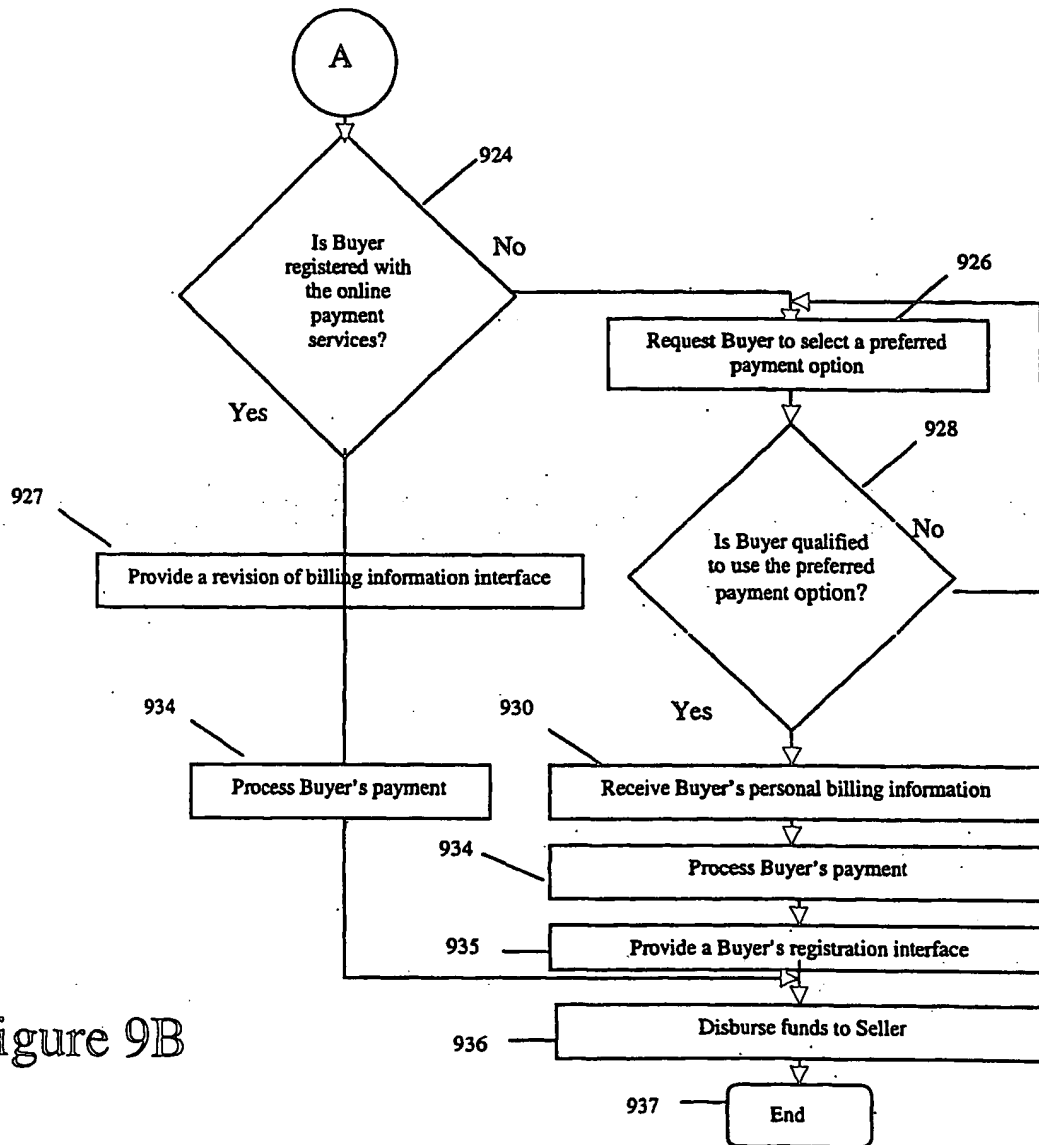 A
924
Is Buyer
registered with
the online
payment
services?
No
Yes
926
Request Buyer to select a preferred
payment option
928
Is Buyer qualified
to use the preferred
payment option?
No
Yes
927
Provide a revision of billing information interface
934
Process Buyer's payment
930
Receive Buyer's personal billing information
934
Process Buyer's payment
935
Provide a Buyer's registration interface
936
Disburse funds to Seller
937
End
igure 9B